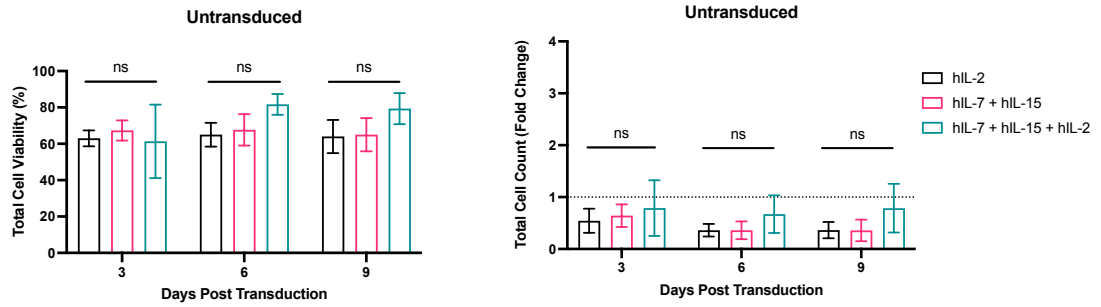 Untransduced
Total Cell Viability (%)
100
80
60
40
20
0
ns
ns
ns
3
6
9
Days Post Transduction
Untransduced
Total Cell Count (Fold Change)
4
3
2
1
0
ns
ns
ns
3
6
9
Days Post Transduction
hIL-2
hIL-7 + hIL-15
hIL-7 + hIL-15 + hIL-2